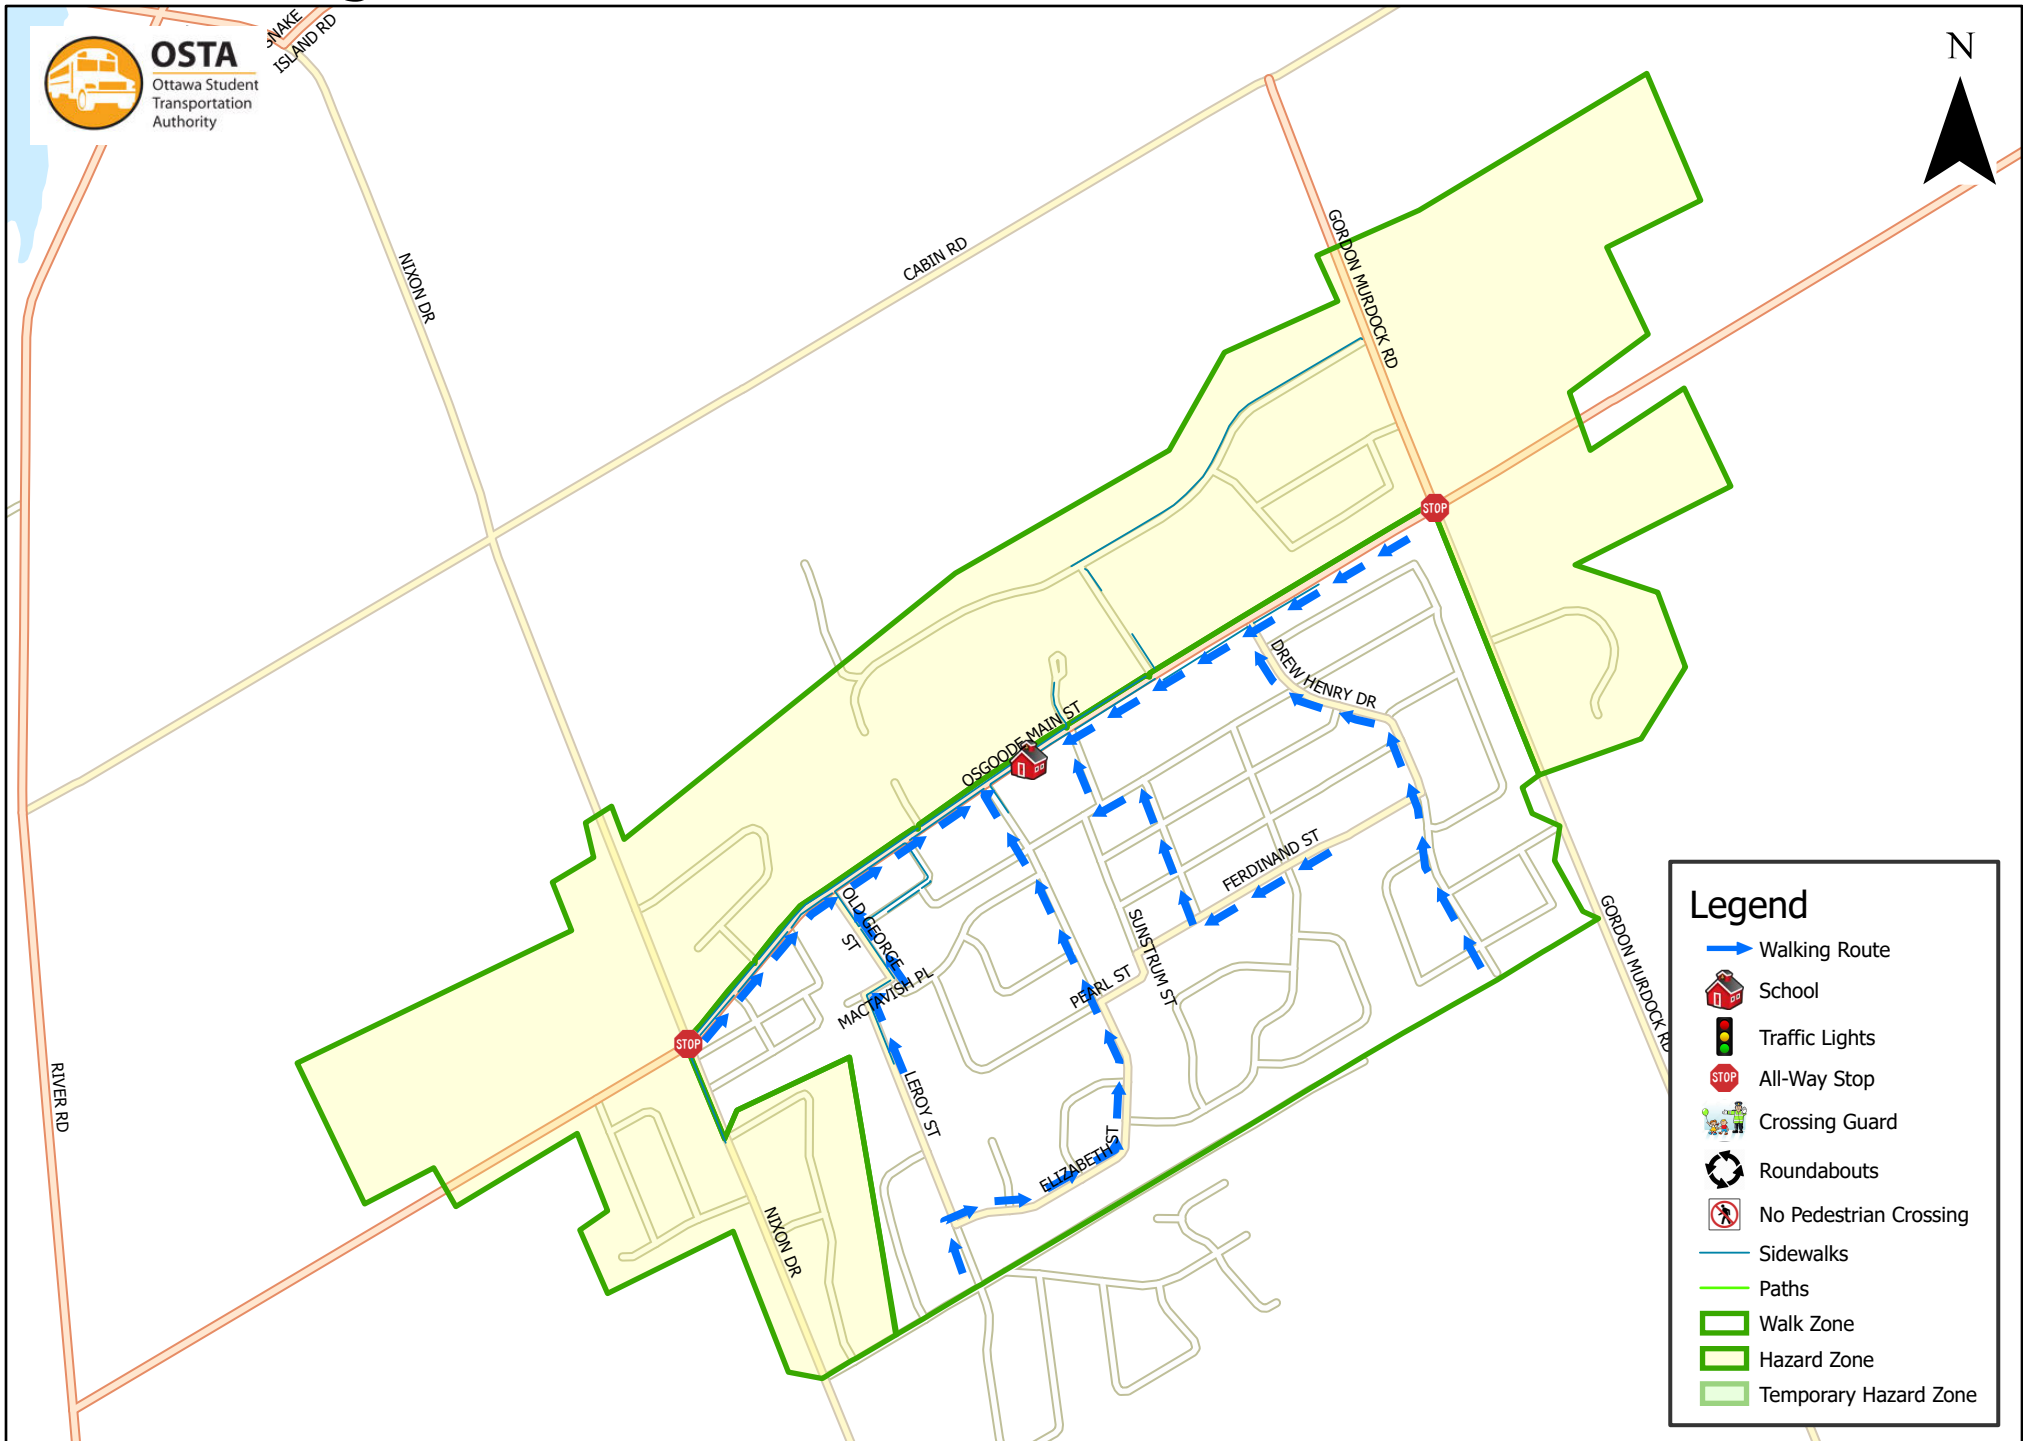 SNAKE
ISLAND RD
OSTA
Ottawa Student
Transportation
Authority
N
NIXON DR
CABIN RD
GORDON MURDOCK RD
STOP
DREW HENRY DR
OSGOODE MAIN ST
FERDINAND ST
OLD GEORGE
ST
SUNSTRUM ST
MACTAVISH PL
PEARL ST
GORDON MURDOCK RD
STOP
RIVER RD
LEROY ST
ELIZABETH ST
NIXON DR
Legend
Walking Route
School
Traffic Lights
STOP All-Way Stop
Crossing Guard
Roundabouts
No Pedestrian Crossing
Sidewalks
Paths
Walk Zone
Hazard Zone
Temporary Hazard Zone